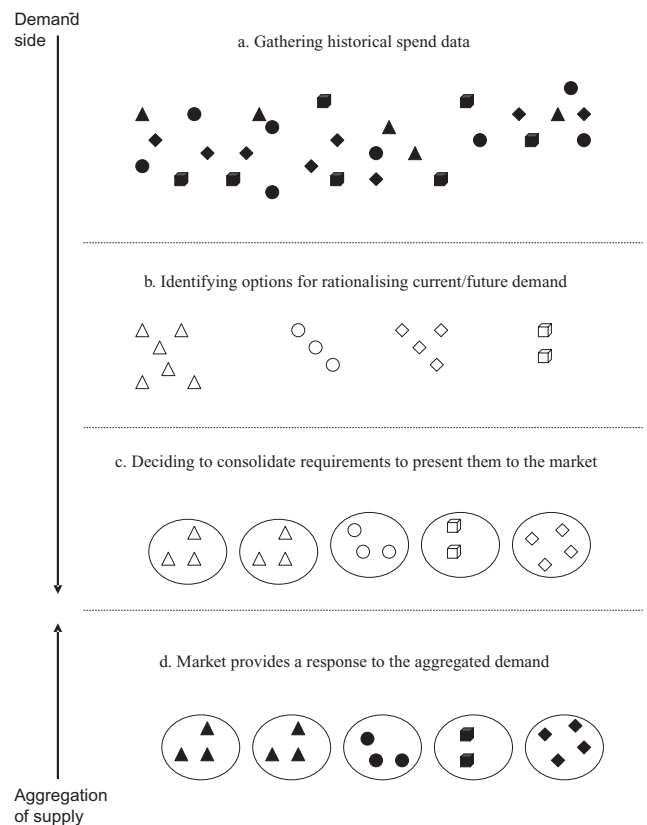 Demand
side
a. Gathering historical spend data
b. Identifying options for rationalising current/future demand
c. Deciding to consolidate requirements to present them to the market
d. Market provides a response to the aggregated demand
Aggregation
of supply